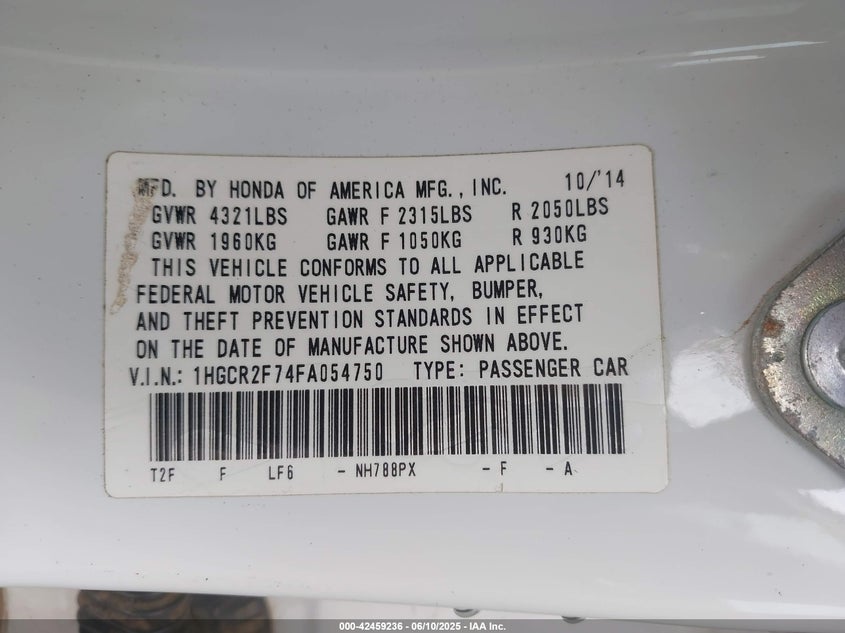 MFD. BY HONDA OF AMERICA MFG., INC. 10/'14
GVWR 4321LBS GAWR F 2315LBS R 2050LBS
GVWR 1960KG GAWR F 1050KG R 930KG
THIS VEHICLE CONFORMS TO ALL APPLICABLE
FEDERAL MOTOR VEHICLE SAFETY, BUMPER,
AND THEFT PREVENTION STANDARDS IN EFFECT
ON THE DATE OF MANUFACTURE SHOWN ABOVE.
V.I.N.: 1HGCR2F74FA054750 TYPE: PASSENGER CAR
T2F F LF6 - NH788PX - F - A
000-42459236 - 06/10/2025 - IAA Inc.